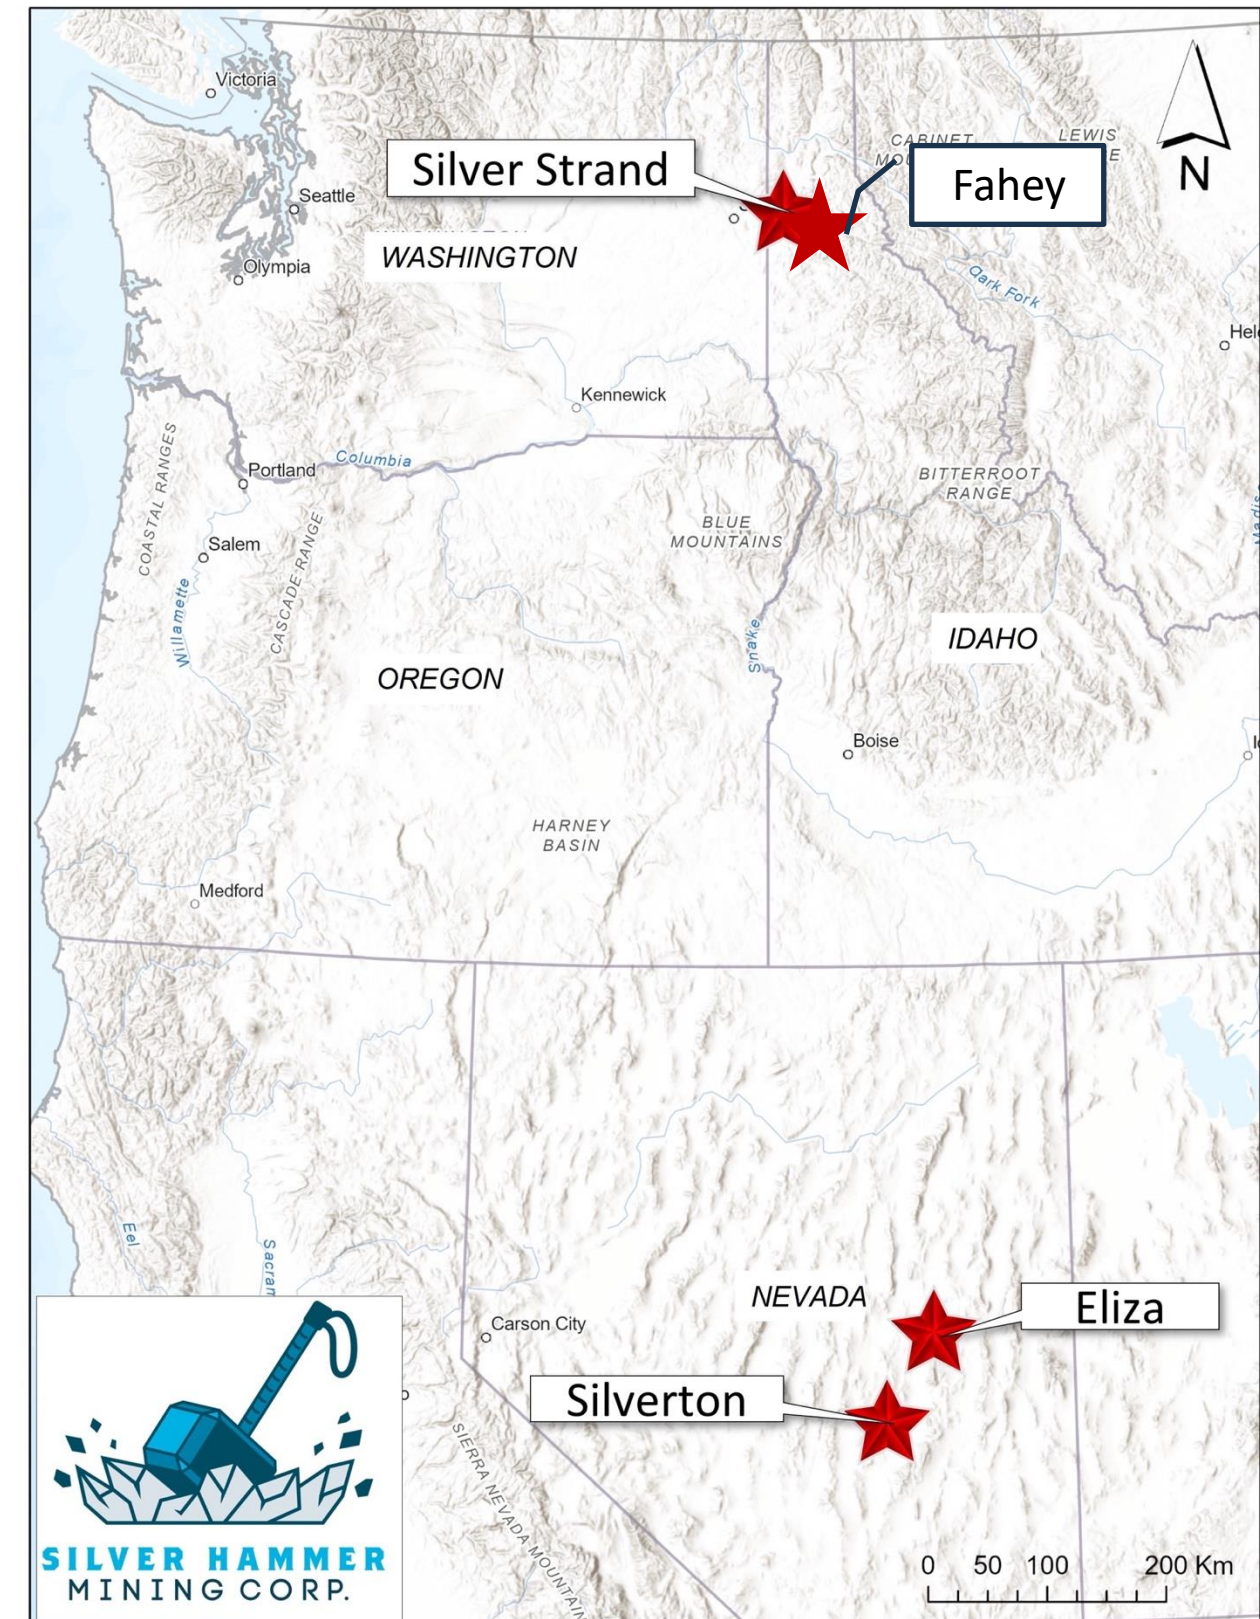 Victoria
CABINET
LEWIS
N
Silver Strand
Fahey
Seattle
WASHINGTON
Olympia
Clark Fork
Kennewick
Columbia
Portland
COASTAL RANGES
BITTERROOT
RANGE
BLUE
MOUNTAINS
Salem
CASCADE RANGE
Willamette
Snake
IDAHO
OREGON
Boise
HARNEY
BASIN
Medford
Eel
NEVADA
Eliza
Carson City
Silverton
SIERRA NEVADA
SILVER HAMMER
MINING CORP.
0 50 100 200 Km